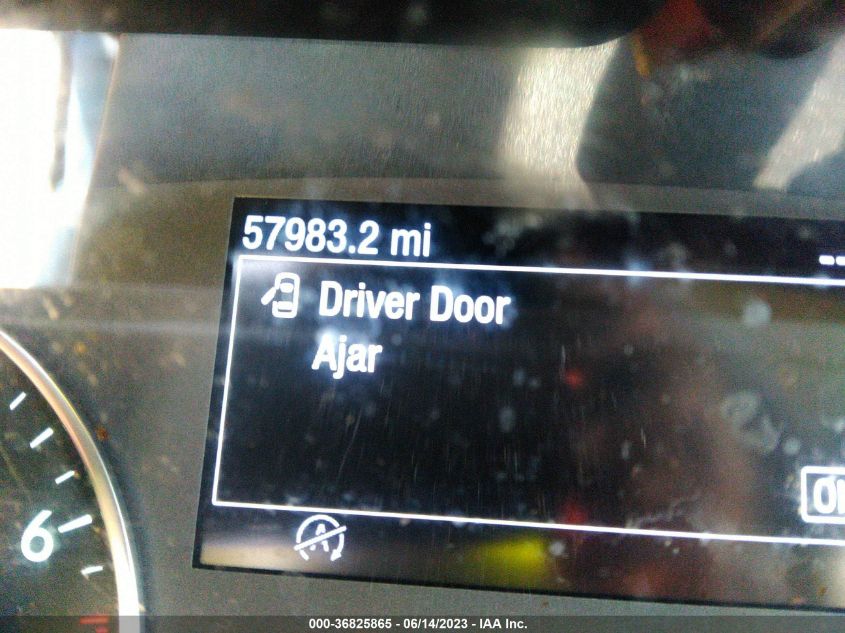 57983.2 mi
Driver Door
Ajar
A
6
000-36825865 - 06/14/2023 - IAA Inc.